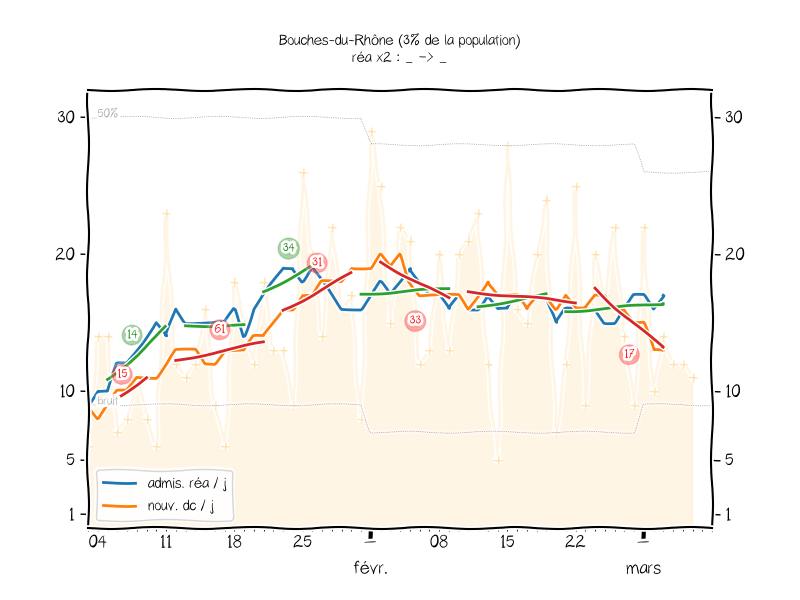 Bouches-du-Rhône (3% de la population)
réa x2 : _ -> _
50%
30
30
34
31
20
20
14
61
33
15
17
10
10
bruit
5
5
admis. réa / j
nouv. dc / j
1
1
04 11 18 25 08 15 22
févr. mars